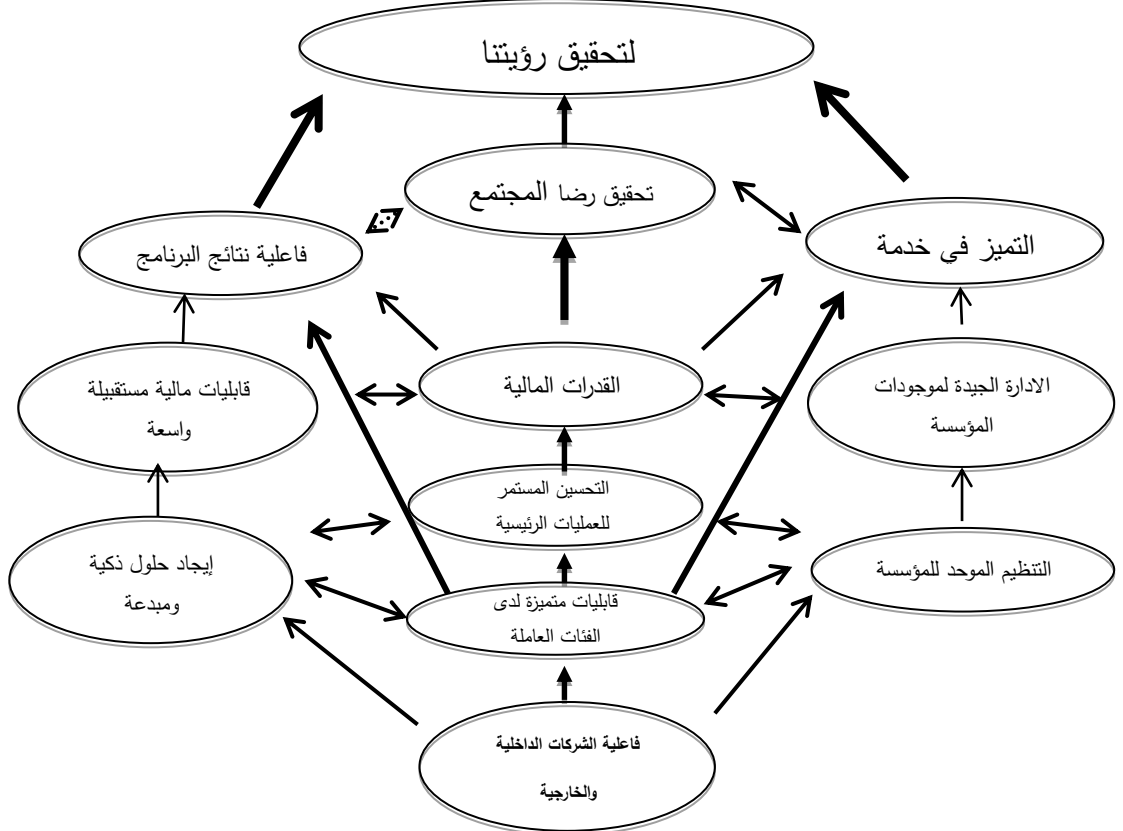 لتحقيق رؤيتنا
تحقيق رضا المجتمع
التميز في خدمة
فاعلية نتائج البرنامج
القدرات المالية
الادارة الجيدة لموجودات
المؤسسة
قابليات مالية مستقبيلة
واسعة
التحسين المستمر
للعمليات الرئيسية
التنظيم الموحد للمؤسسة
إيجاد حلول ذكية
ومبدعة
قابليات متميزة لدى
الفئات العاملة
فاعلية الشركات الداخلية
والخارجية